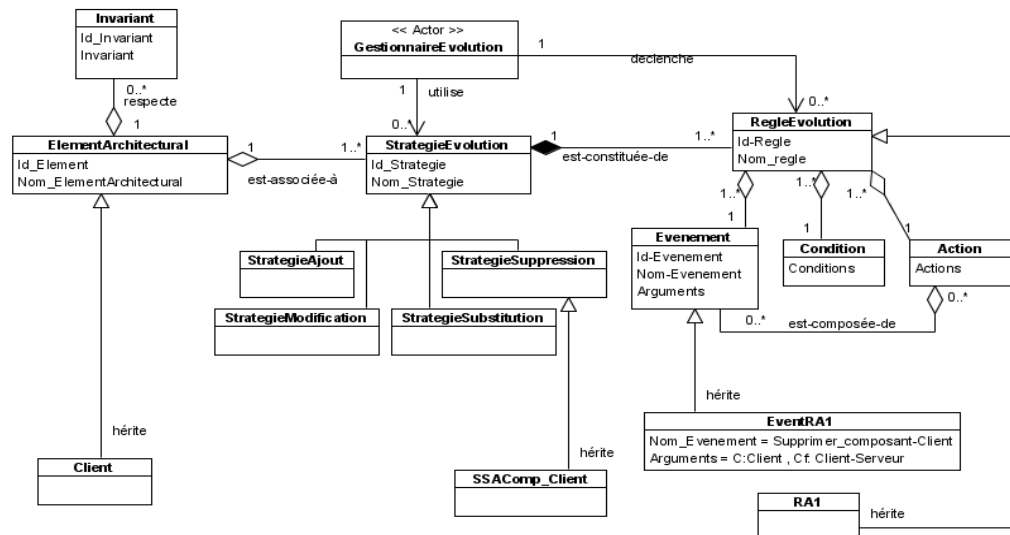 Invariant
Id_Invariant
Invariant
<< Actor >>
GestionnaireEvolution
1
declenche
0..*
respecte
1
1
utilise
0..*
0..*
ElementArchitectural
Id_Element
Nom_ElementArchitectural
1
est-associée-à
1..*
StrategieEvolution
Id_Strategie
Nom_Strategie
1
est-constituée-de
1..*
RegleEvolution
Id-Regle
Nom_regle
1..*
1..*
1..*
1
1
1
Evenement
Id-Evenement
Nom-Evenement
Arguments
Condition
Conditions
Action
Actions
StrategieAjout
StrategieSuppression
StrategieModification
StrategieSubstitution
0..*
est-composée-de
0..*
hérite
hérite
hérite
EventRA1
Nom_Evenement = Supprimer_composant-Client
Arguments = C:Client , Cf: Client-Serveur
Client
SSAComp_Client
RA1
hérite